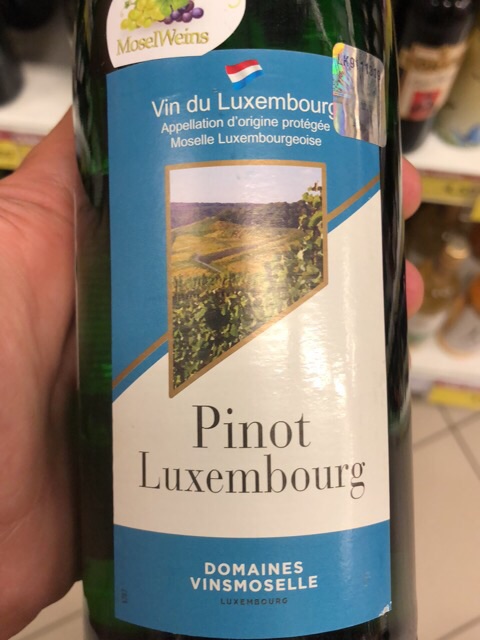 MoselWeins
Vin du Luxembourg
Appellation d'origine protégée
Moselle Luxembourgeoise
Pinot
Luxembourg
DOMAINES
VINSMOSELLE
LUXEMBOURG